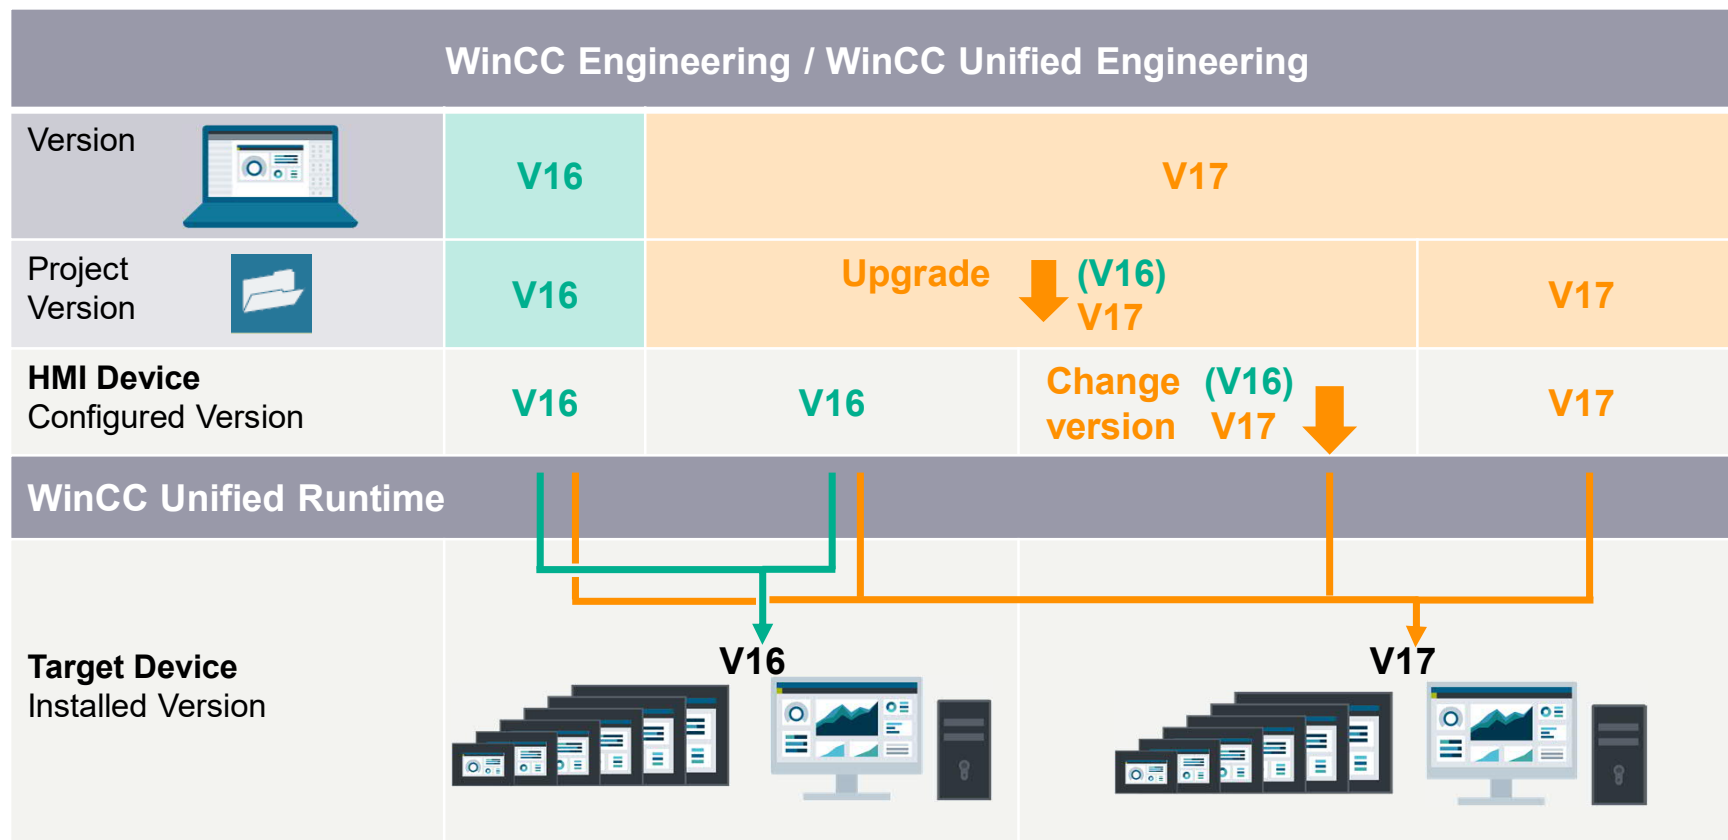 WinCC Engineering / WinCC Unified Engineering
Version
V16
V17
Project
Version
V16
Upgrade
(V16)
V17
V17
HMI Device
Configured Version
V16
V16
Change
version
(V16)
V17
V17
WinCC Unified Runtime
Target Device
Installed Version
V16
V17